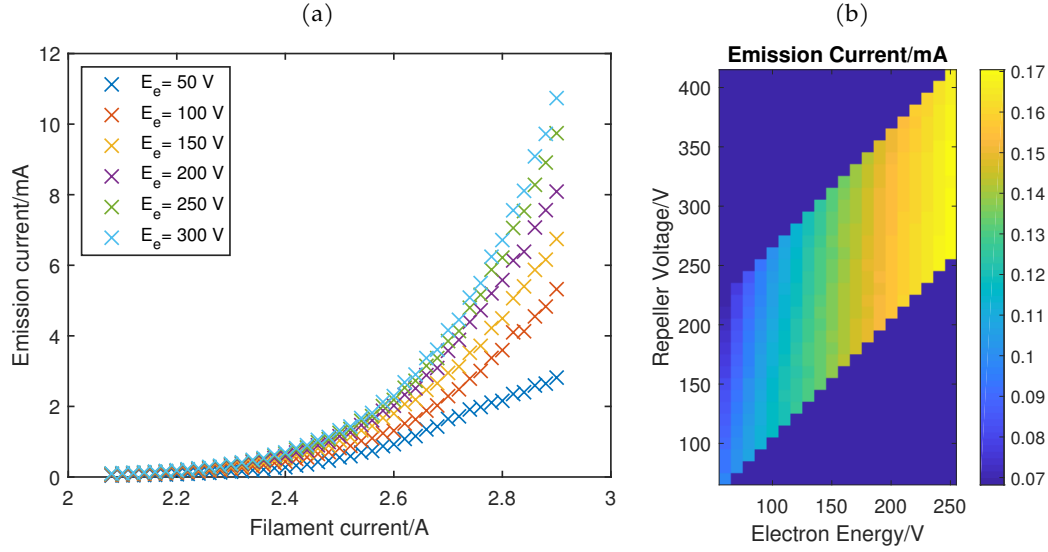 (a)
12
10
8
6
4
2
0
Emission current/mA
E_e= 50 V
E_e= 100 V
E_e= 150 V
E_e= 200 V
E_e= 250 V
E_e= 300 V
2
2.2
2.4
2.6
2.8
3
Filament current/A
(b)
Emission Current/mA
400
350
300
250
200
150
100
Repeller Voltage/V
100
150
200
250
Electron Energy/V
0.17
0.16
0.15
0.14
0.13
0.12
0.11
0.1
0.09
0.08
0.07